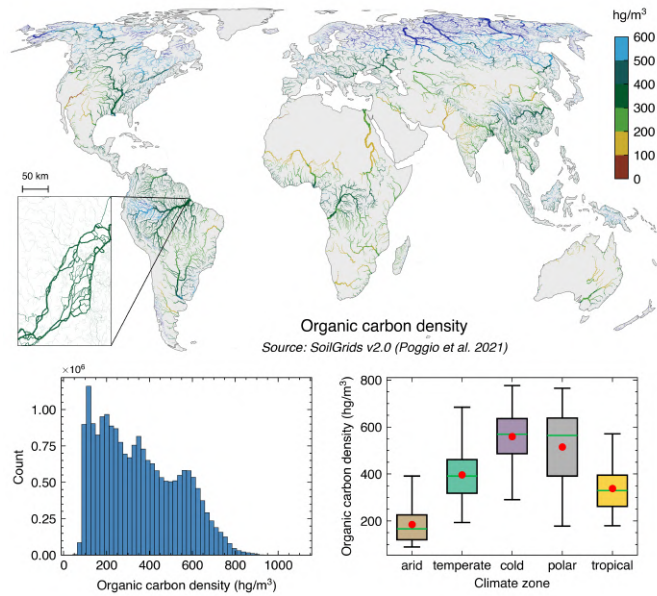 hg/m³
600
500
400
300
200
100
0
50 km
Organic carbon density
Source: SoilGrids v2.0 (Poggio et al. 2021)
×10⁶
1.00
0.75
0.50
0.25
0.00
Count
0 200 400 600 800 1000
Organic carbon density (hg/m³)
800
600
400
200
Organic carbon density (hg/m³)
arid temperate cold polar tropical
Climate zone